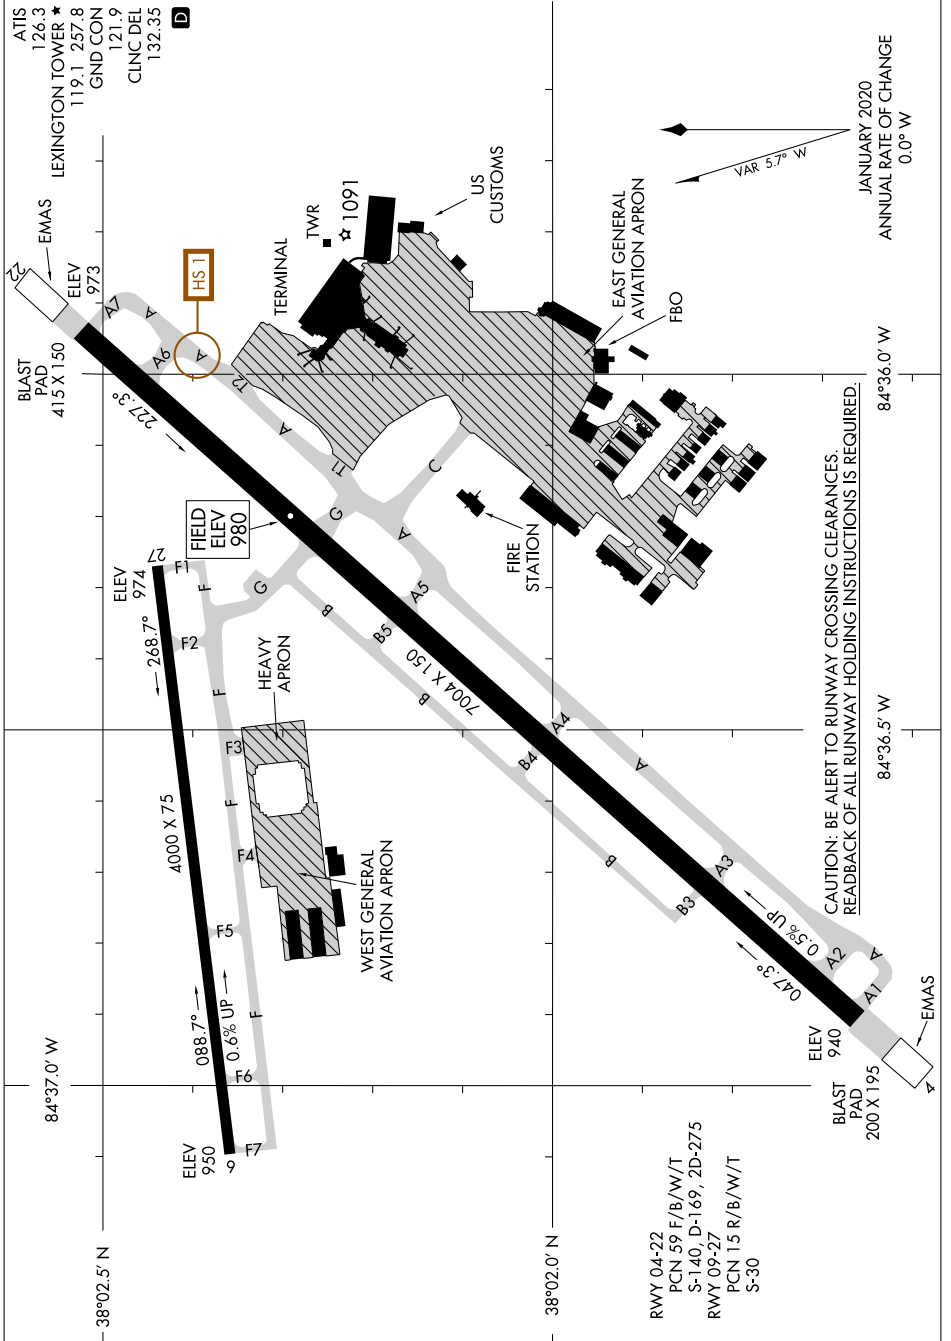 ATIS
126.3
LEXINGTON TOWER ★
119.1 257.8
GND CON
121.9
CLNC DEL
132.35
D
JANUARY 2020
ANNUAL RATE OF CHANGE
0.0° W
VAR 5.7° W
22
EMAS
ELEV
973
BLAST
PAD
415 X 150
HS 1
A7
A
A6
A
T2
A
T1
227.3°
TERMINAL
TWR
1091
US
CUSTOMS
EAST GENERAL
AVIATION APRON
FBO
84°36.0' W
FIELD
ELEV
980
G
C
A
FIRE
STATION
27
ELEV
974
F1
F
G
F2
268.7°
B
A5
B5
HEAVY
APRON
F
B
7004 X 150
F3
A4
B4
84°36.5' W
A
4000 X 75
F
F4
B
A3
B3
WEST GENERAL
AVIATION APRON
F5
0.5% UP
047.3°
A2
A
A1
088.7°
0.6% UP
F
F6
EMAS
ELEV
940
BLAST
PAD
200 X 195
4
84°37.0' W
ELEV
950
9
F7
CAUTION: BE ALERT TO RUNWAY CROSSING CLEARANCES.
READBACK OF ALL RUNWAY HOLDING INSTRUCTIONS IS REQUIRED.
38°02.5' N
38°02.0' N
RWY 04-22
PCN 59 F/B/W/T
S-140, D-169, 2D-275
RWY 09-27
PCN 15 R/B/W/T
S-30